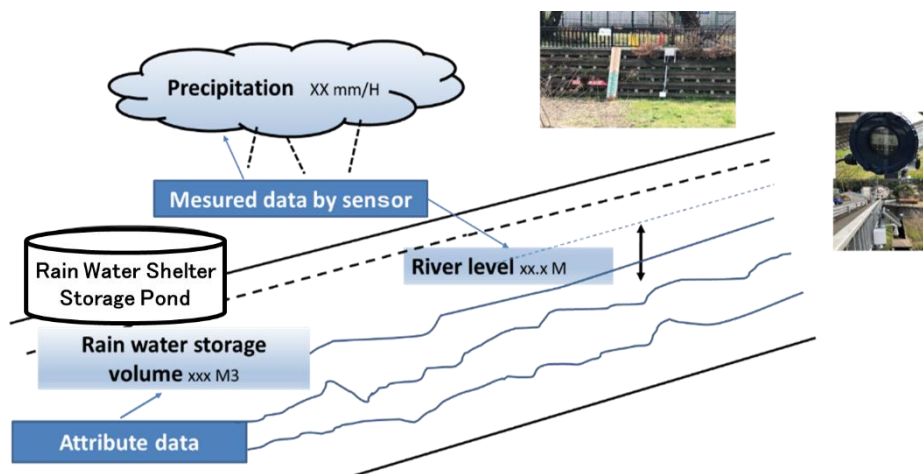 Precipitation XX mm/H
Mesured data by sensor
River level xx.x M
Rain Water Shelter
Storage Pond
Rain water storage
volume xxx M3
Attribute data